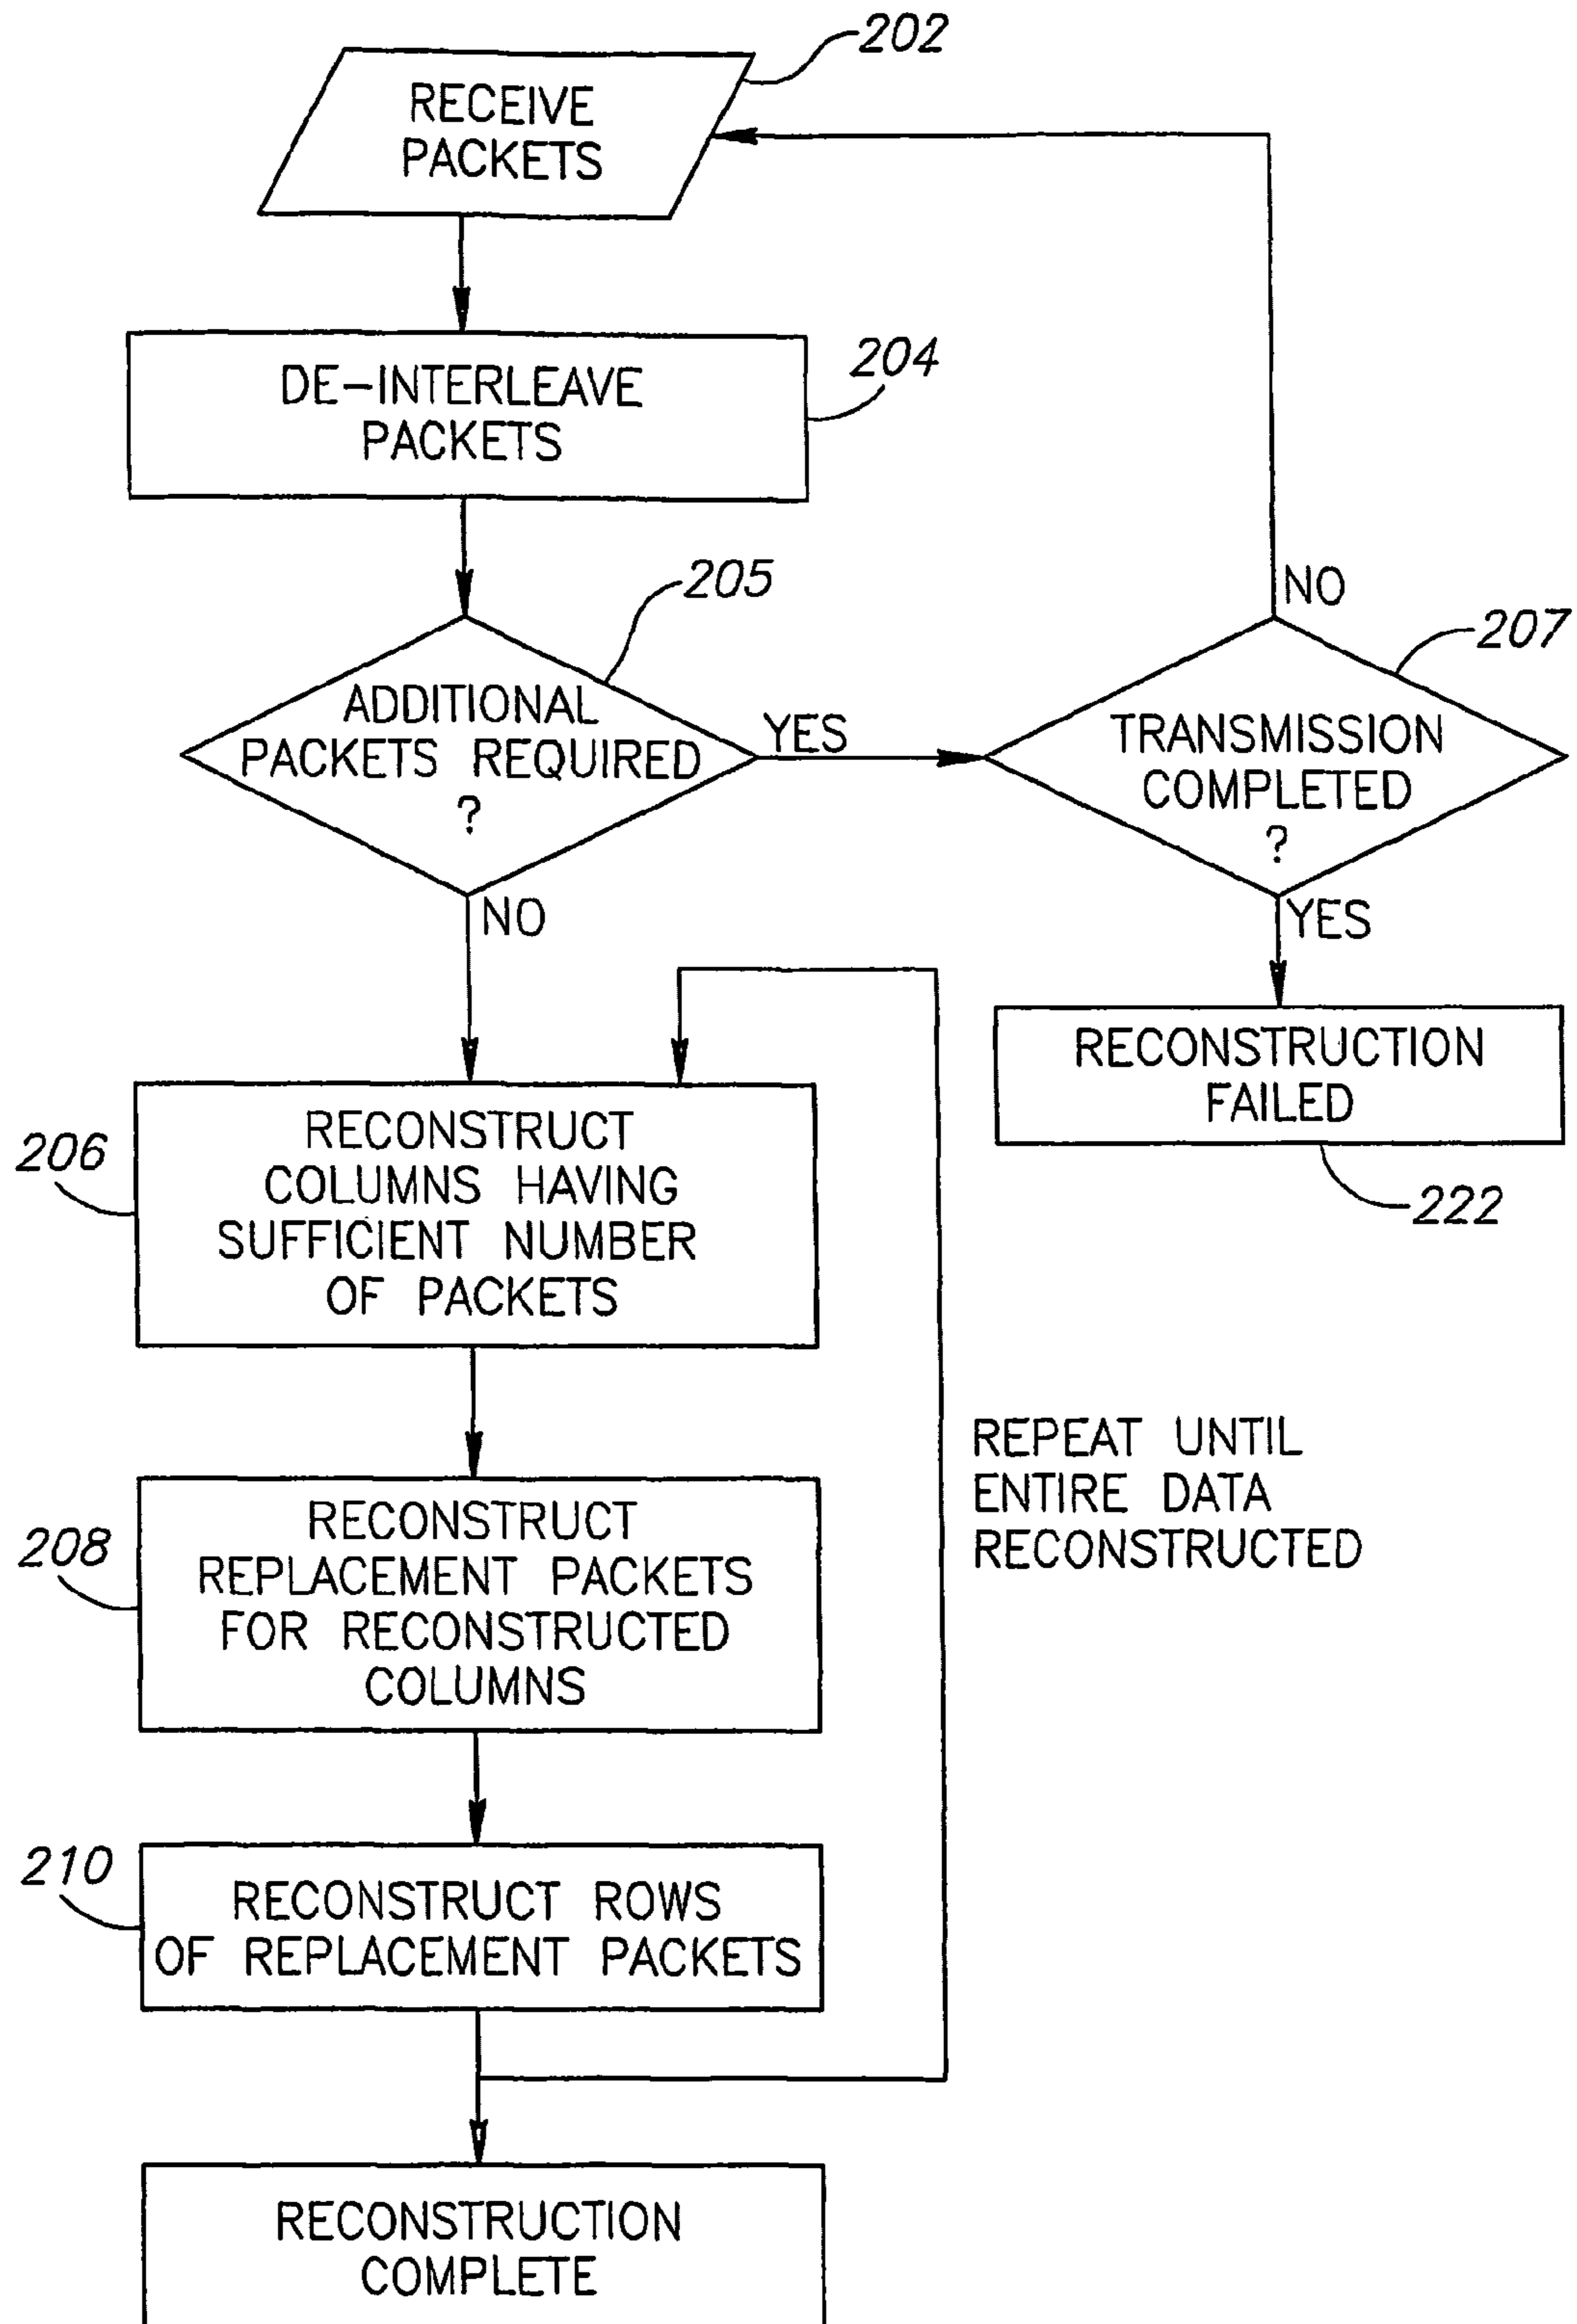 202
RECEIVE
PACKETS
DE-INTERLEAVE
PACKETS
204
205
ADDITIONAL
PACKETS REQUIRED
?
YES
NO
NO
207
TRANSMISSION
COMPLETED
?
YES
RECONSTRUCTION
FAILED
222
206
RECONSTRUCT
COLUMNS HAVING
SUFFICIENT NUMBER
OF PACKETS
REPEAT UNTIL
ENTIRE DATA
RECONSTRUCTED
208
RECONSTRUCT
REPLACEMENT PACKETS
FOR RECONSTRUCTED
COLUMNS
210
RECONSTRUCT ROWS
OF REPLACEMENT PACKETS
RECONSTRUCTION
COMPLETE